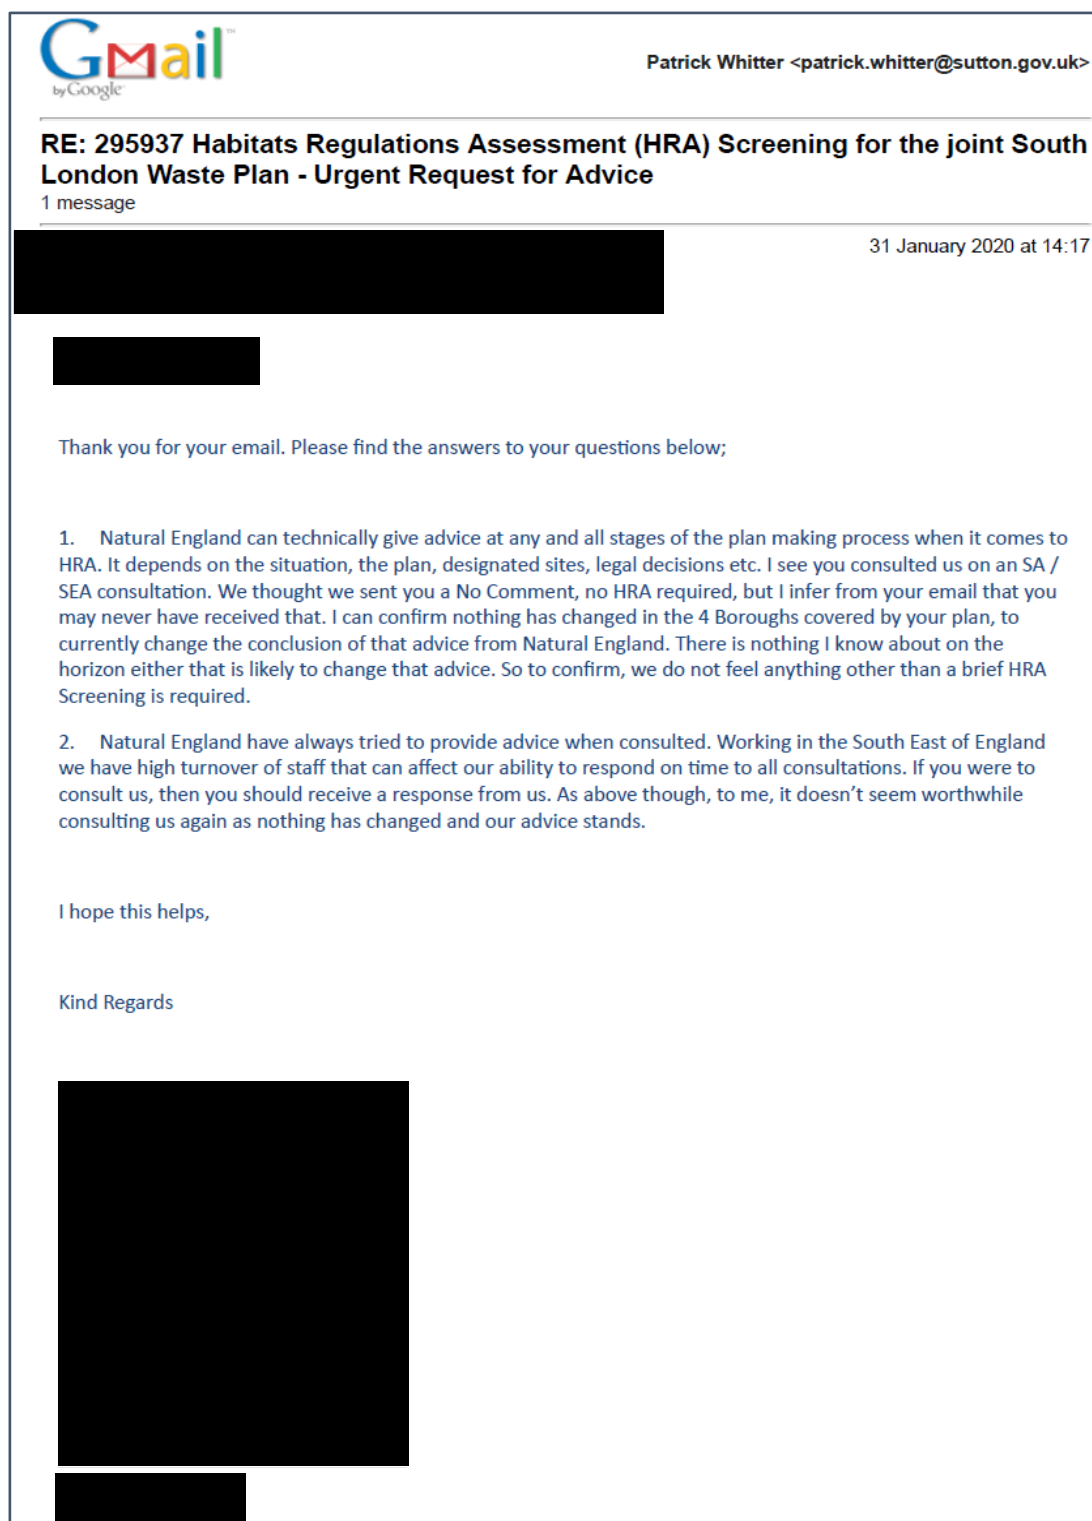 Gmail™
by Google
Patrick Whitter <patrick.whitter@sutton.gov.uk>
RE: 295937 Habitats Regulations Assessment (HRA) Screening for the joint South
London Waste Plan - Urgent Request for Advice
1 message
31 January 2020 at 14:17
Thank you for your email. Please find the answers to your questions below;
1. Natural England can technically give advice at any and all stages of the plan making process when it comes to
HRA. It depends on the situation, the plan, designated sites, legal decisions etc. I see you consulted us on an SA /
SEA consultation. We thought we sent you a No Comment, no HRA required, but I infer from your email that you
may never have received that. I can confirm nothing has changed in the 4 Boroughs covered by your plan, to
currently change the conclusion of that advice from Natural England. There is nothing I know about on the
horizon either that is likely to change that advice. So to confirm, we do not feel anything other than a brief HRA
Screening is required.
2. Natural England have always tried to provide advice when consulted. Working in the South East of England
we have high turnover of staff that can affect our ability to respond on time to all consultations. If you were to
consult us, then you should receive a response from us. As above though, to me, it doesn’t seem worthwhile
consulting us again as nothing has changed and our advice stands.
I hope this helps,
Kind Regards